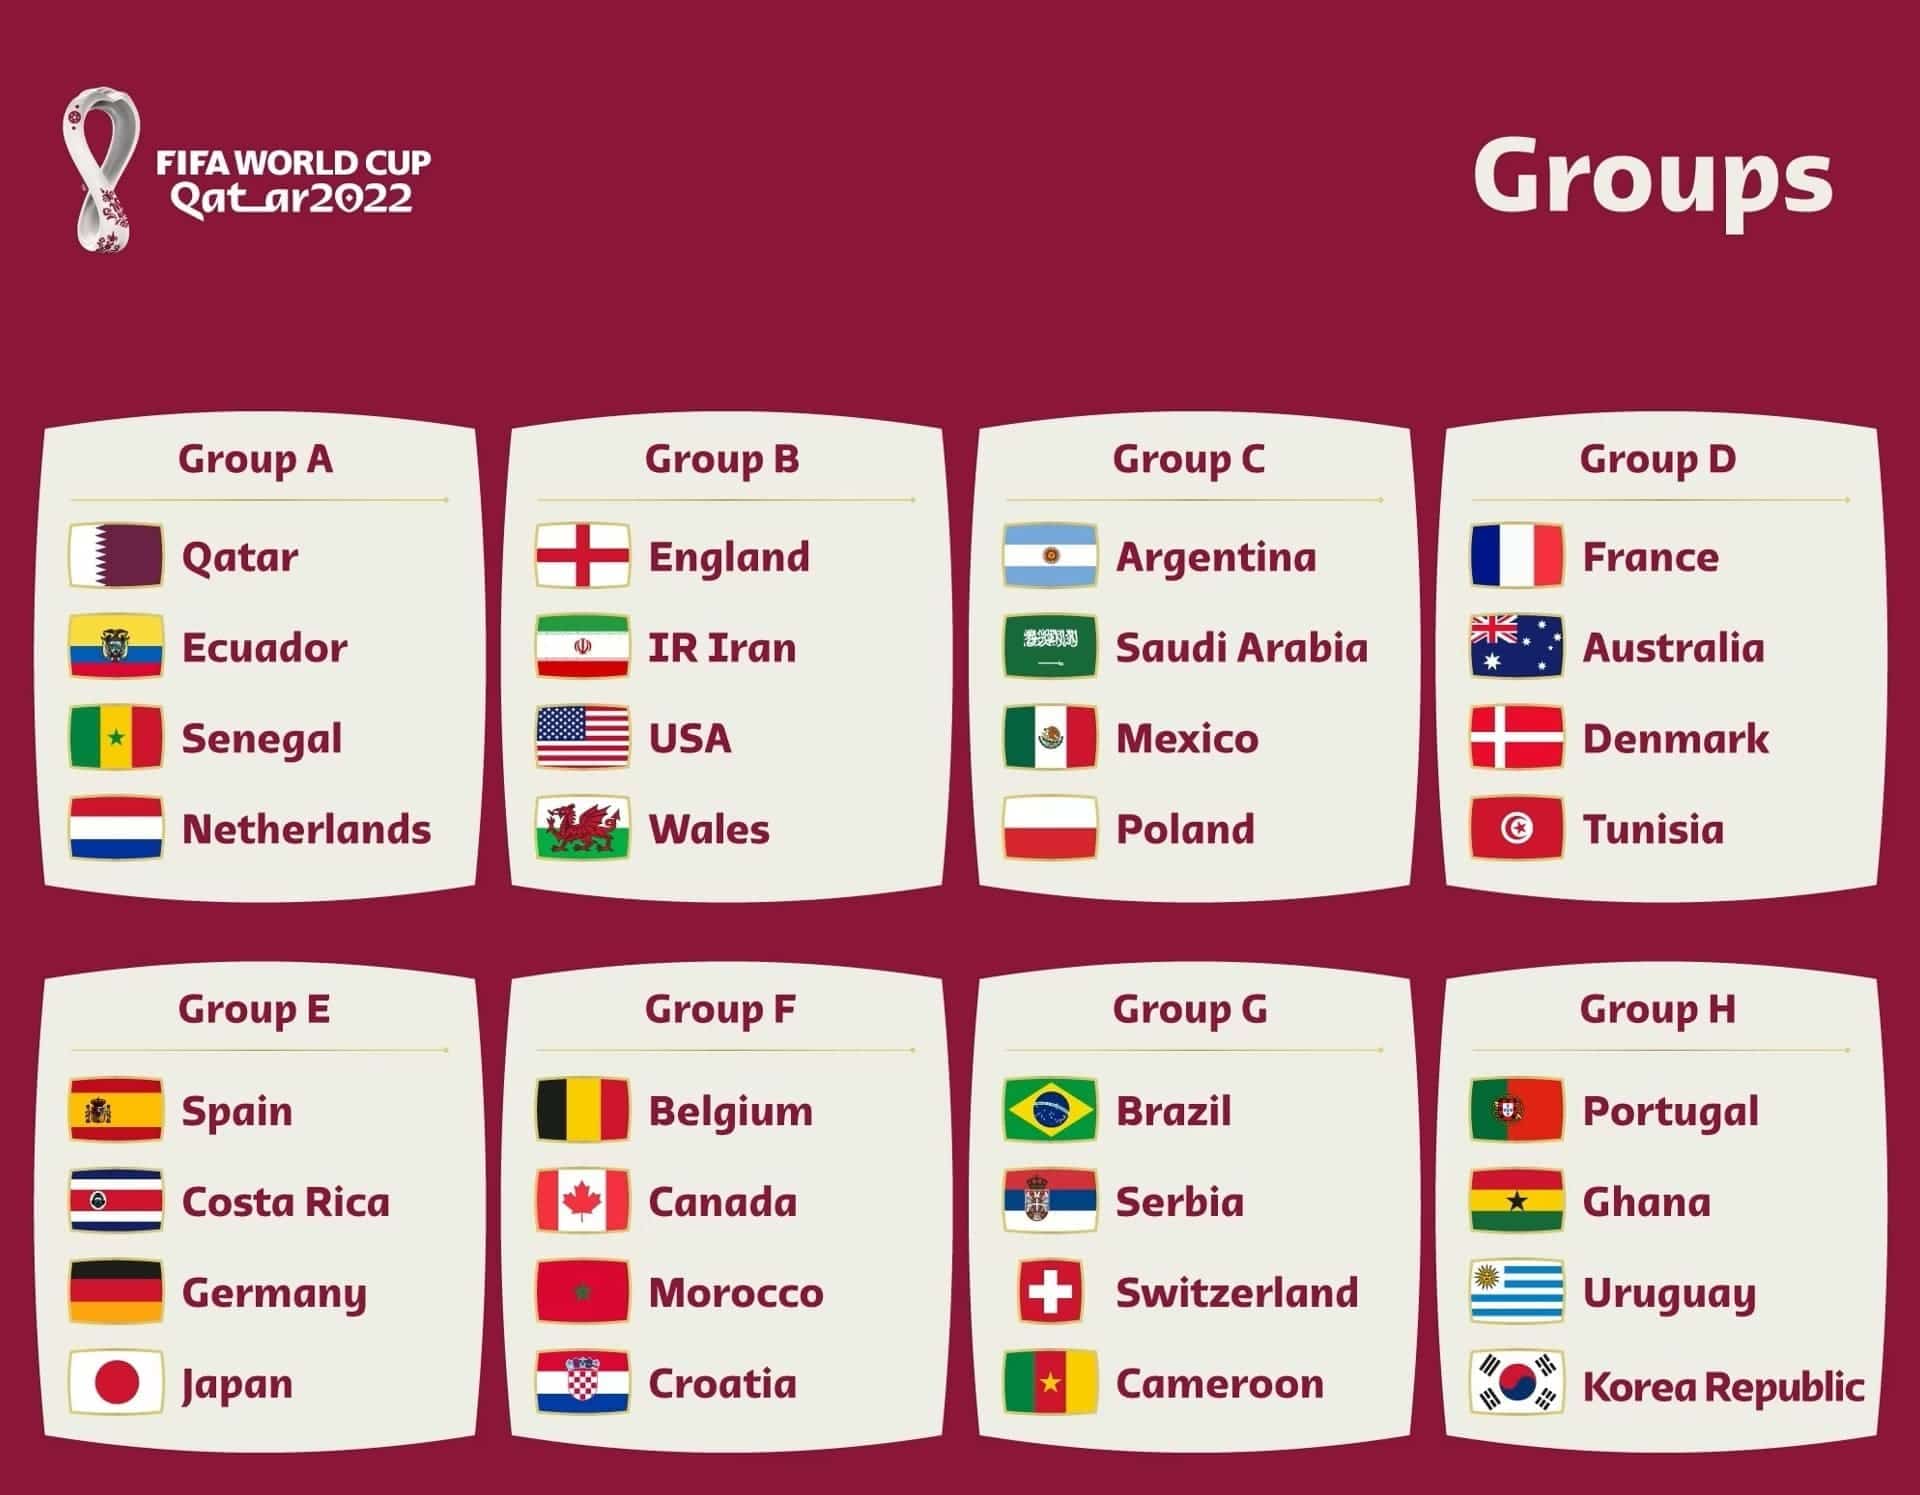 FIFA WORLD CUP
Qatar2022
Groups
Group A
Qatar
Ecuador
Senegal
Netherlands
Group B
England
IR Iran
USA
Wales
Group C
Argentina
Saudi Arabia
Mexico
Poland
Group D
France
Australia
Denmark
Tunisia
Group E
Spain
Costa Rica
Germany
Japan
Group F
Belgium
Canada
Morocco
Croatia
Group G
Brazil
Serbia
Switzerland
Cameroon
Group H
Portugal
Ghana
Uruguay
Korea Republic